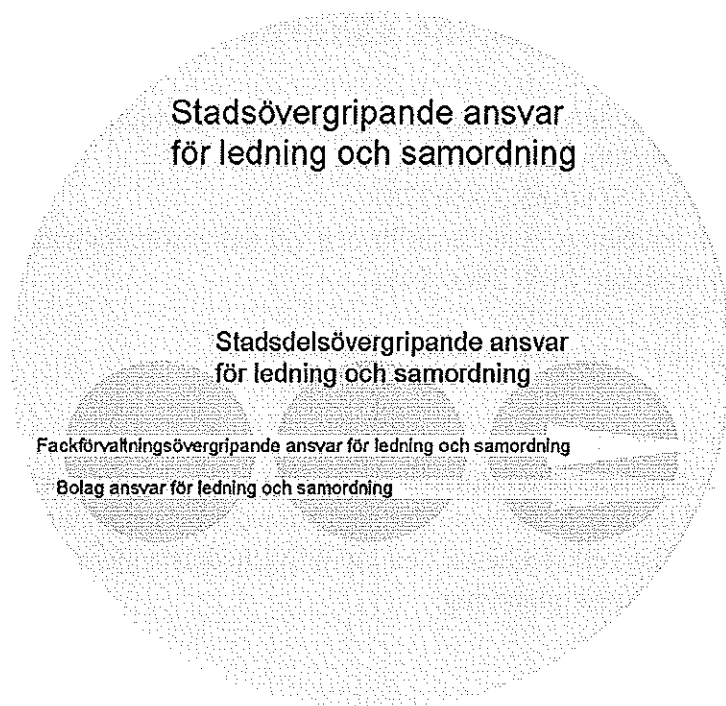 Stadsövergripande ansvar
för ledning och samordning
Stadsdelsövergripande ansvar
för ledning och samordning
Fackförvaltningsövergripande ansvar för ledning och samordning
Bolag ansvar för ledning och samordning